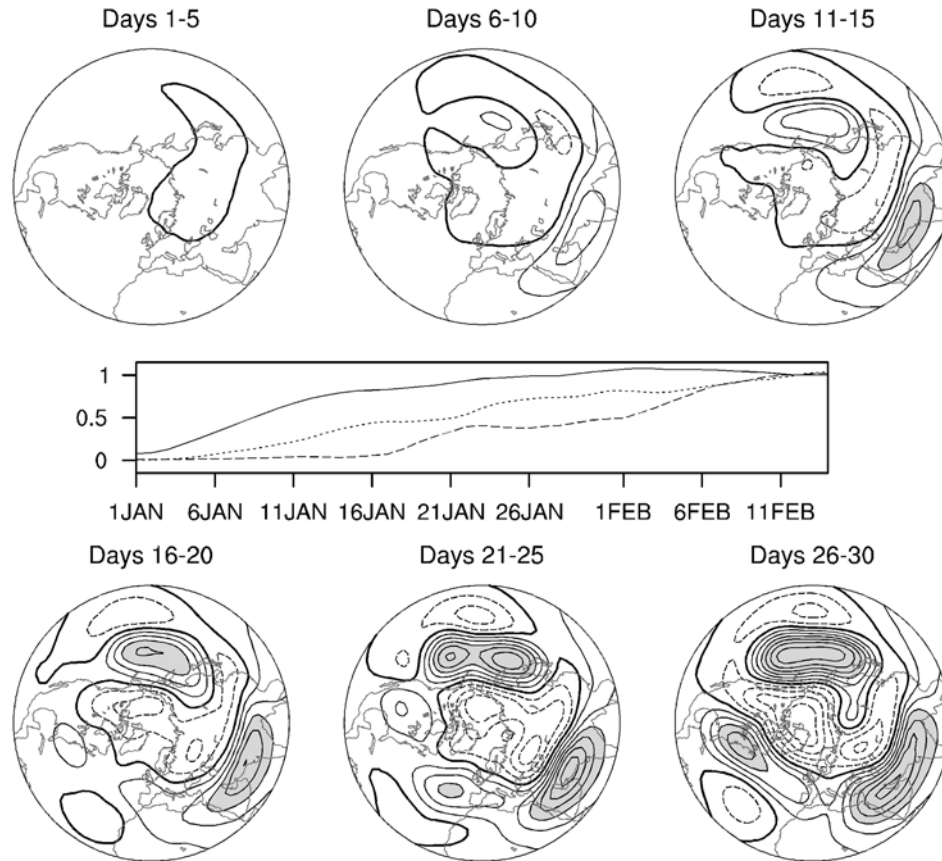 Days 1-5 Days 6-10 Days 11-15
1
0.5
0
1JAN 6JAN 11JAN 16JAN 21JAN 26JAN 1FEB 6FEB 11FEB
Days 16-20 Days 21-25 Days 26-30